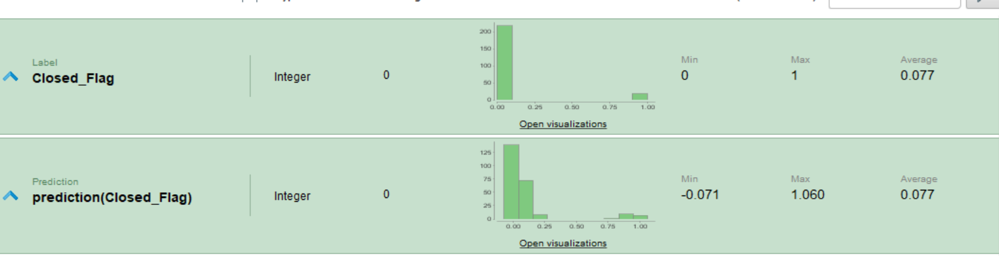 Label
Closed_Flag
Integer
0
200
150
100
50
0
0.00 0.25 0.50 0.75 1.00
Open visualizations
Min
0
Max
1
Average
0.077
Prediction
prediction(Closed_Flag)
Integer
0
125
100
75
50
25
0
0.00 0.25 0.50 0.75 1.00
Open visualizations
Min
-0.071
Max
1.060
Average
0.077